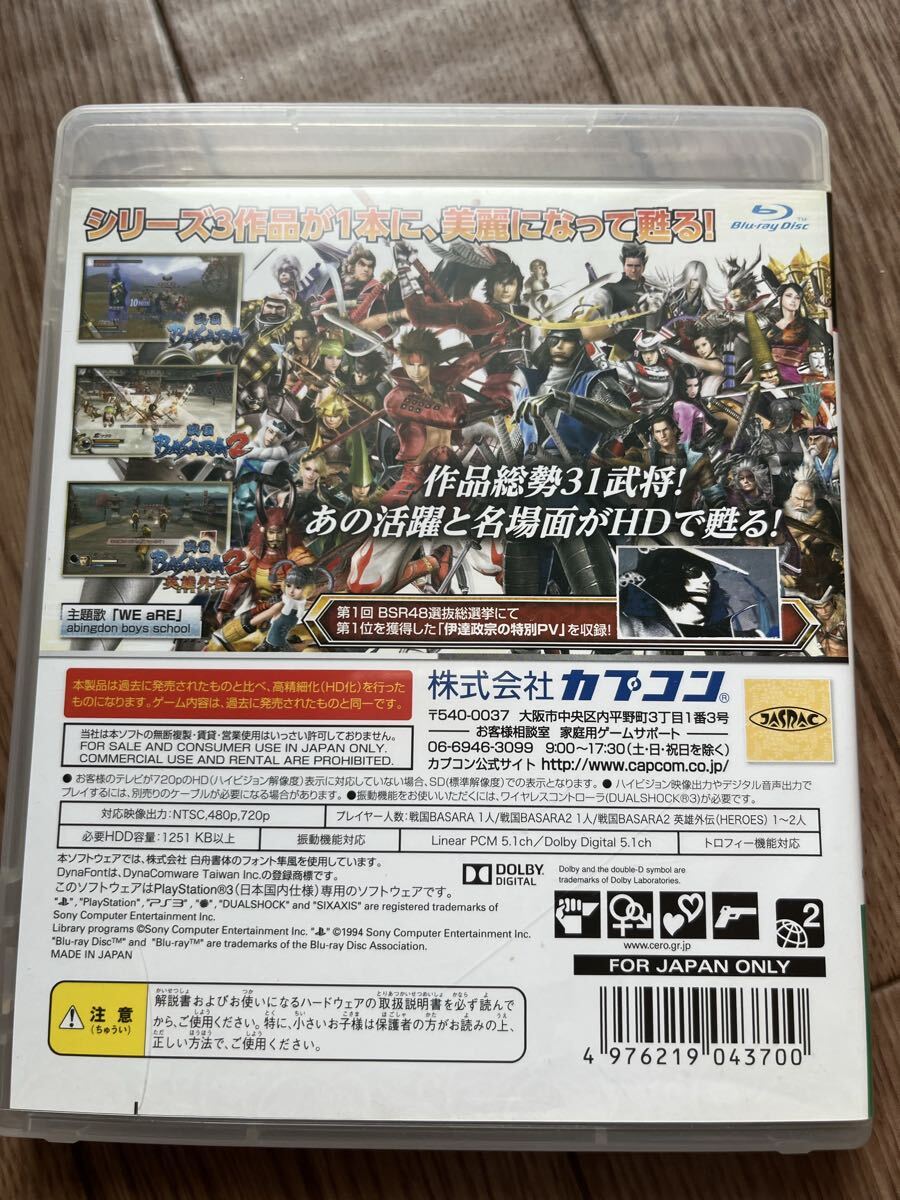 シリーズ3作品が1本に、美麗になって甦る!
Blu-ray Disc™
戦国 BASARA
戦国 BASARA 2
戦国 BASARA 2 英雄外伝
作品総勢31武将!
あの活躍と名場面がHDで甦る!
主題歌「WE aRE」
abingdon boys school
第1回 BSR48選抜総選挙にて
第1位を獲得した「伊達政宗の特別PV」を収録!
本製品は過去に発売されたものと比べ、高精細化(HD化)を行った
ものになります。ゲーム内容は、過去に発売されたものと同一です。
株式会社 カプコン®
〒540-0037 大阪市中央区内平野町3丁目1番3号
お客様相談室 家庭用ゲームサポート
06-6946-3099 9:00〜17:30(土・日・祝日を除く)
カプコン公式サイト http://www.capcom.co.jp/
JASRAC
当社は本ソフトの無断複製・賃貸・営業使用はいっさい許可しておりません。
FOR SALE AND CONSUMER USE IN JAPAN ONLY.
COMMERCIAL USE AND RENTAL ARE PROHIBITED.
●お客様のテレビが720pのHD(ハイビジョン解像度)表示に対応していない場合、SD(標準解像度)での表示となります。●ハイビジョン映像出力やデジタル音声出力で
プレイするには、別売りのケーブルが必要になる場合があります。●振動機能をお使いいただくには、ワイヤレスコントローラ(DUALSHOCK®3)が必要です。
対応映像出力:NTSC,480p,720p
プレイヤー人数:戦国BASARA 1人/戦国BASARA2 1人/戦国BASARA2 英雄外伝(HEROES) 1〜2人
必要HDD容量:1251 KB以上
振動機能対応
Linear PCM 5.1ch/Dolby Digital 5.1ch
トロフィー機能対応
本ソフトウェアでは、株式会社 白舟書体のフォント隼風を使用しています。
DynaFontは、DynaComware Taiwan Inc.の登録商標です。
このソフトウェアはPlayStation®3(日本国内仕様)専用のソフトウェアです。
DOLBY DIGITAL
Dolby and the double-D symbol are
trademarks of Dolby Laboratories.
"PlayStation", "PS3", "DUALSHOCK" and "SIXAXIS" are registered trademarks of
Sony Computer Entertainment Inc.
Library programs ©Sony Computer Entertainment Inc. ©1994 Sony Computer Entertainment Inc.
"Blu-ray Disc™" and "Blu-ray™" are trademarks of the Blu-ray Disc Association.
MADE IN JAPAN
www.cero.gr.jp
2
FOR JAPAN ONLY
注意
(ちゅうい)
解説書およびお使いになるハードウェアの取扱説明書を必ず読んで
から、ご使用ください。特に、小さいお子様は保護者の方がお読みの上、
正しい方法で、ご使用ください。
4 976219 043700